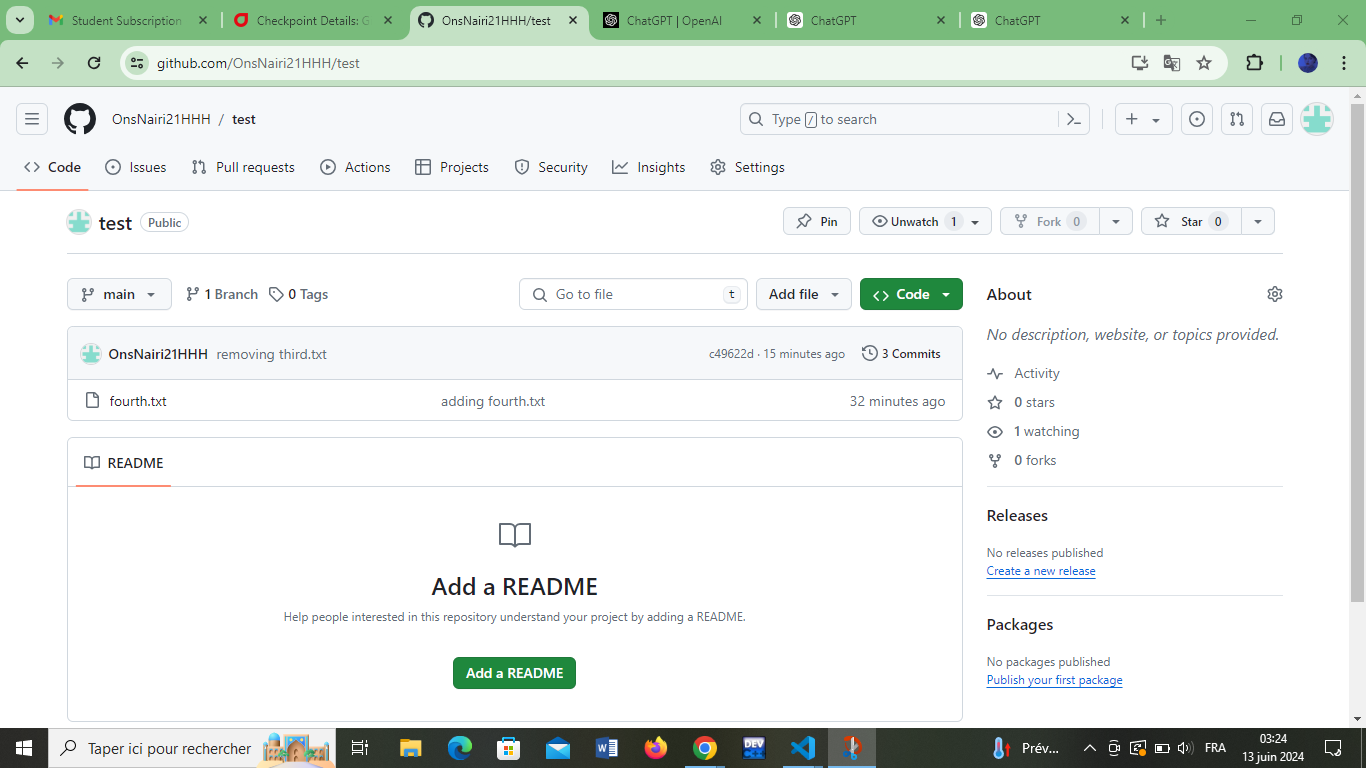 Student Subscription
Checkpoint Details: G
OnsNairi21HHH/test
ChatGPT | OpenAI
ChatGPT
ChatGPT
github.com/OnsNairi21HHH/test
OnsNairi21HHH / test
Type / to search
Code
Issues
Pull requests
Actions
Projects
Security
Insights
Settings
test Public
Pin
Unwatch 1
Fork 0
Star 0
main
1 Branch
0 Tags
Go to file t
Add file
Code
About
No description, website, or topics provided.
OnsNairi21HHH removing third.txt c49622d · 15 minutes ago 3 Commits
fourth.txt adding fourth.txt 32 minutes ago
Activity
0 stars
1 watching
0 forks
README
Add a README
Help people interested in this repository understand your project by adding a README.
Add a README
Releases
No releases published
Create a new release
Packages
No packages published
Publish your first package
Taper ici pour rechercher
DEV
Prév...
FRA
03:24
13 juin 2024